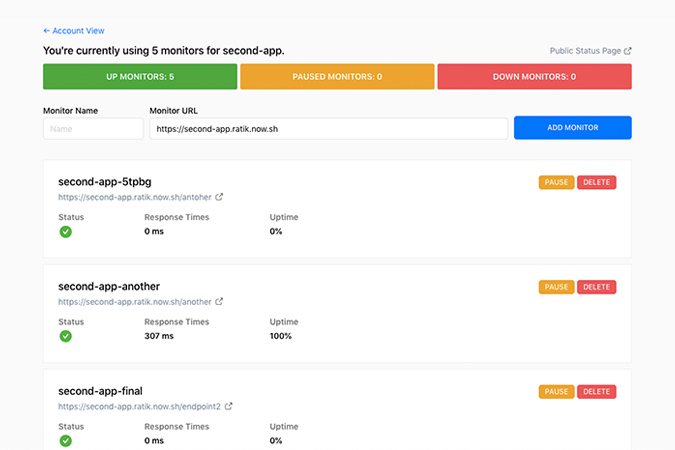 ← Account View
You're currently using 5 monitors for second-app.
Public Status Page
UP MONITORS: 5 PAUSED MONITORS: 0 DOWN MONITORS: 0
Monitor Name Monitor URL
Name https://second-app.ratik.now.sh ADD MONITOR
second-app-5tpbg PAUSE DELETE
https://second-app.ratik.now.sh/antoher
Status Response Times Uptime
0 ms 0%
second-app-another PAUSE DELETE
https://second-app.ratik.now.sh/another
Status Response Times Uptime
307 ms 100%
second-app-final PAUSE DELETE
https://second-app.ratik.now.sh/endpoint2
Status Response Times Uptime
0 ms 0%